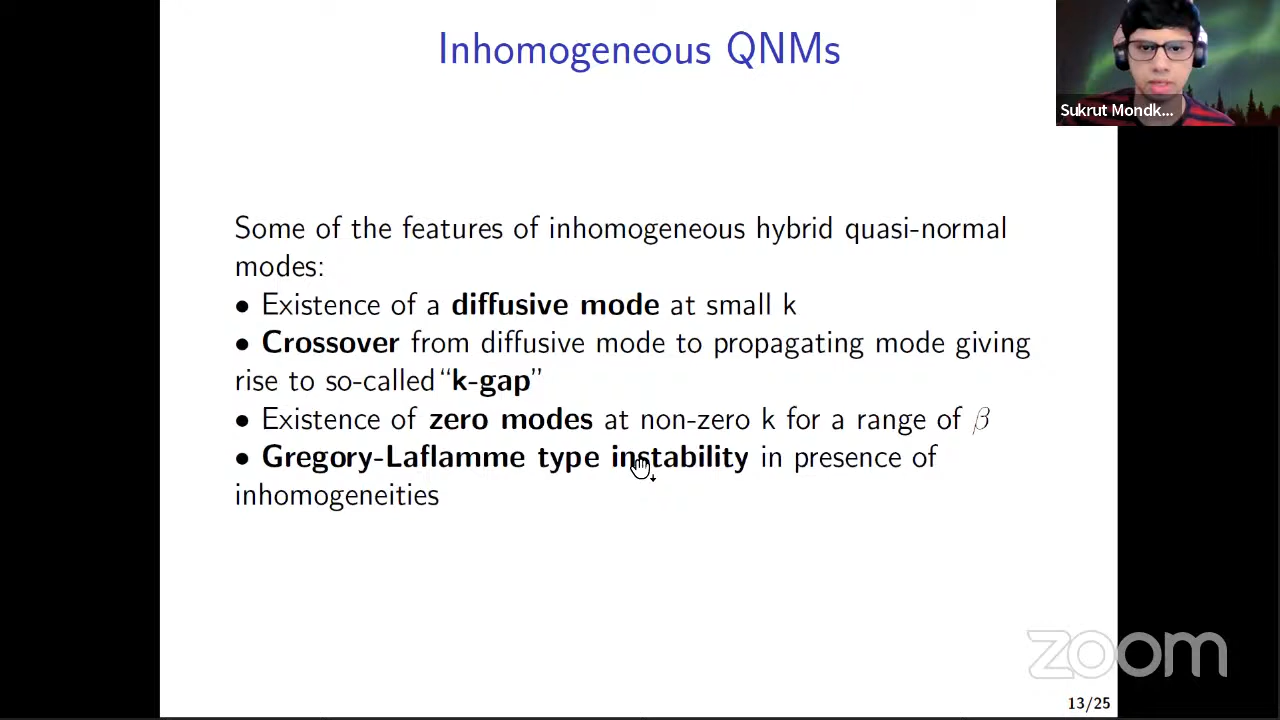 Inhomogeneous QNMs
Sukrut Mondk...
Some of the features of inhomogeneous hybrid quasi-normal
modes:
• Existence of a diffusive mode at small k
• Crossover from diffusive mode to propagating mode giving
rise to so-called “k-gap”
• Existence of zero modes at non-zero k for a range of β
• Gregory-Laflamme type instability in presence of
inhomogeneities
zoom
13/25